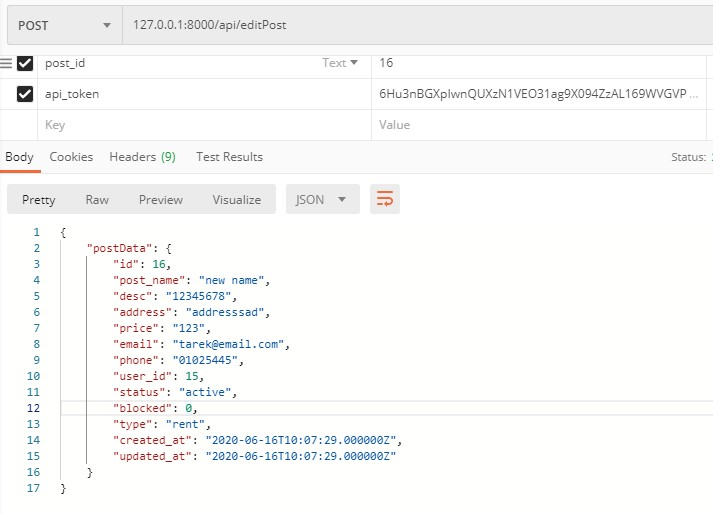 POST 127.0.0.1:8000/api/editPost
post_id Text 16
api_token 6Hu3nBGXpIwnQUXzN1VEO31ag9X094ZzAL169WVGVP ...
Key Value
Body Cookies Headers (9) Test Results Status:
Pretty Raw Preview Visualize JSON
1 {
2 "postData": {
3 "id": 16,
4 "post_name": "new name",
5 "desc": "12345678",
6 "address": "addresssad",
7 "price": "123",
8 "email": "tarek@email.com",
9 "phone": "01025445",
10 "user_id": 15,
11 "status": "active",
12 "blocked": 0,
13 "type": "rent",
14 "created_at": "2020-06-16T10:07:29.000000Z",
15 "updated_at": "2020-06-16T10:07:29.000000Z"
16 }
17 }